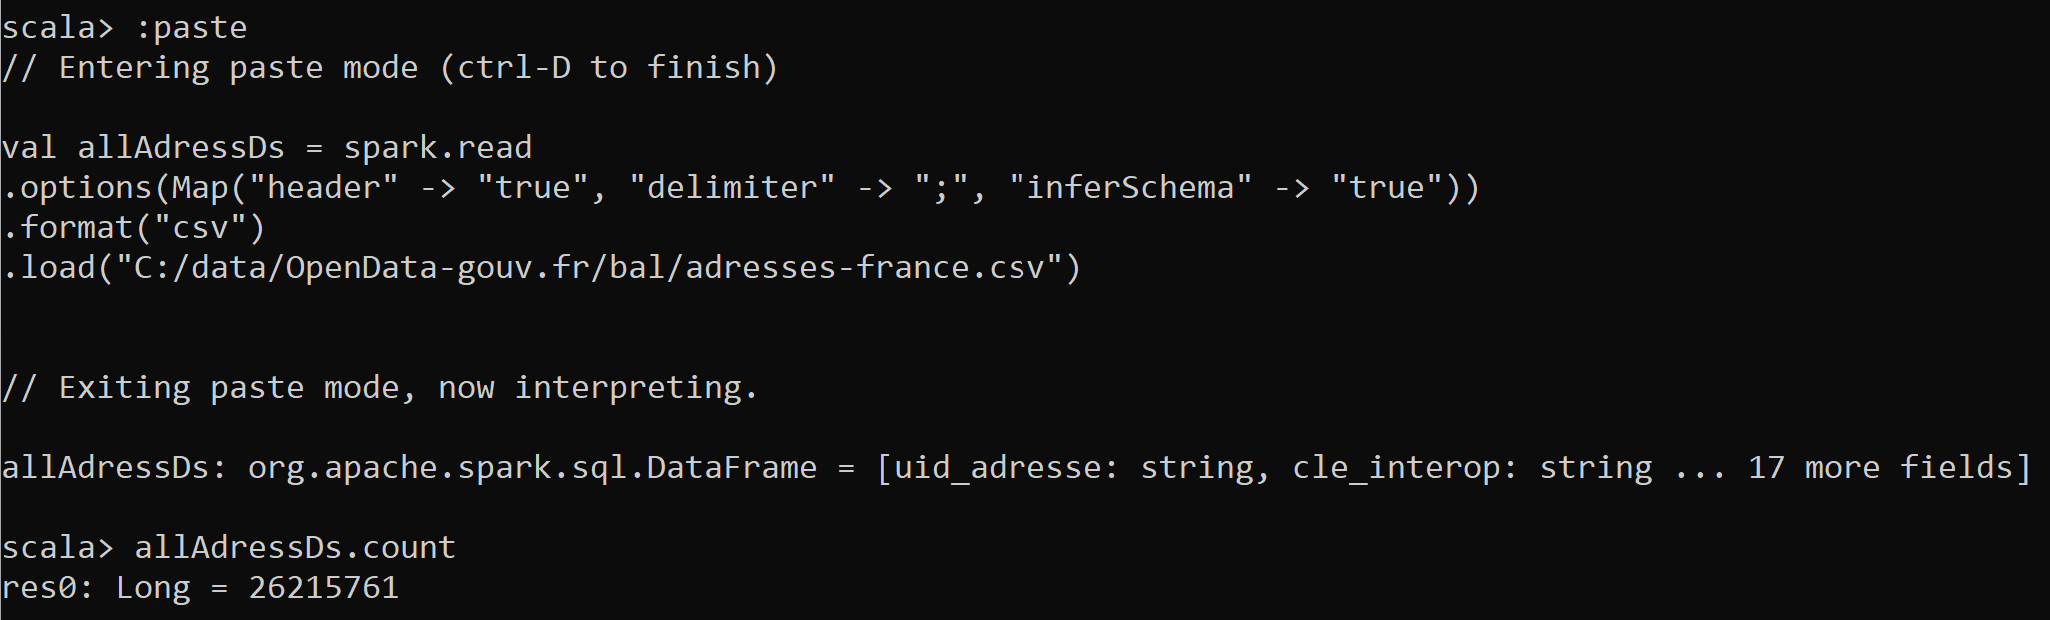 scala> :paste
// Entering paste mode (ctrl-D to finish)
val allAdressDs = spark.read
.options(Map("header" -> "true", "delimiter" -> ";", "inferSchema" -> "true"))
.format("csv")
.load("C:/data/OpenData-gouv.fr/bal/adresses-france.csv")
// Exiting paste mode, now interpreting.
allAdressDs: org.apache.spark.sql.DataFrame = [uid_adresse: string, cle_interop: string ... 17 more fields]
scala> allAdressDs.count
res0: Long = 26215761